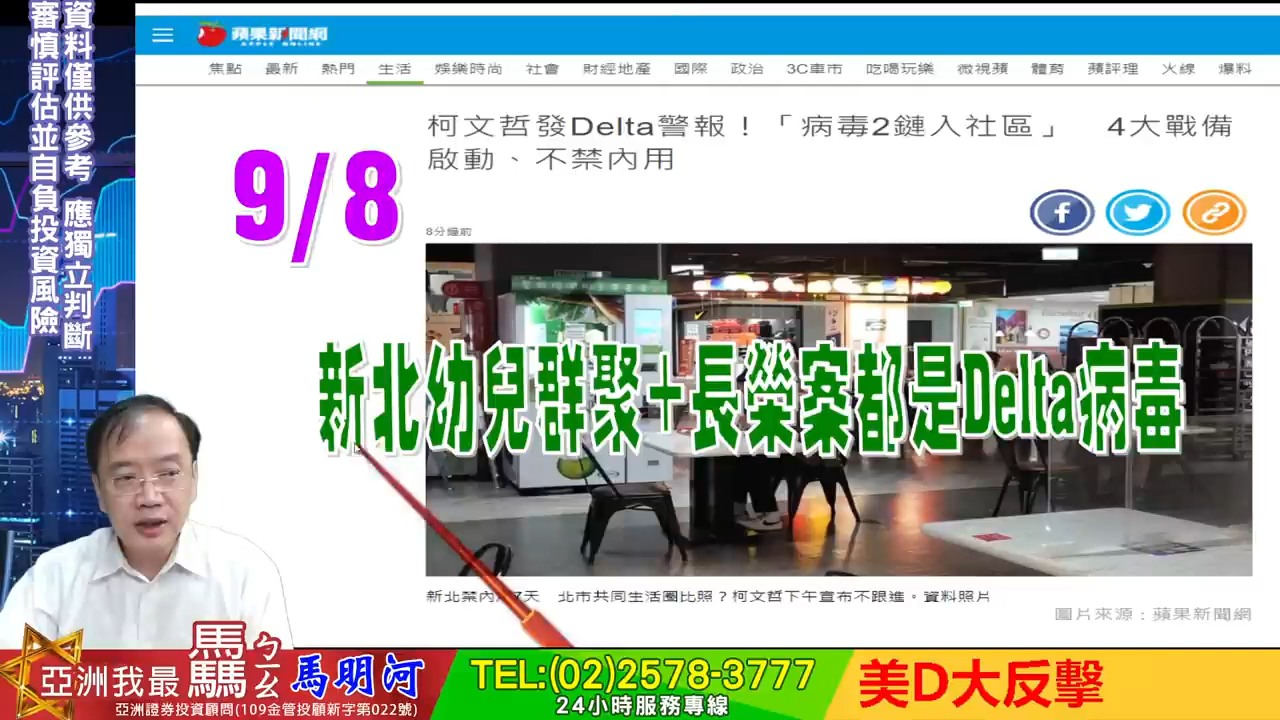 資料僅供參考 應獨立判斷
審慎評估並自負投資風險
蘋果新聞網
APPLE ONLINE
焦點 最新 熱門 生活 娛樂時尚 社會 財經地產 國際 政治 3C車市 吃喝玩樂 微視蘋 體育 蘋評理 火線 爆料
柯文哲發Delta警報！「病毒2鏈入社區」 4大戰備
啟動、不禁內用
9/8
8分鐘前
新北幼兒群聚+長榮案都是Delta病毒
北市共同生活圈比照？柯文哲下午宣布不跟進。資料照片
圖片來源：蘋果新聞網
亞洲我最驫ㄅㄧㄠ 馬明河
亞洲證券投資顧問(109金管投顧新字第022號)
TEL:(02)2578-3777
24小時服務專線
美D大反擊